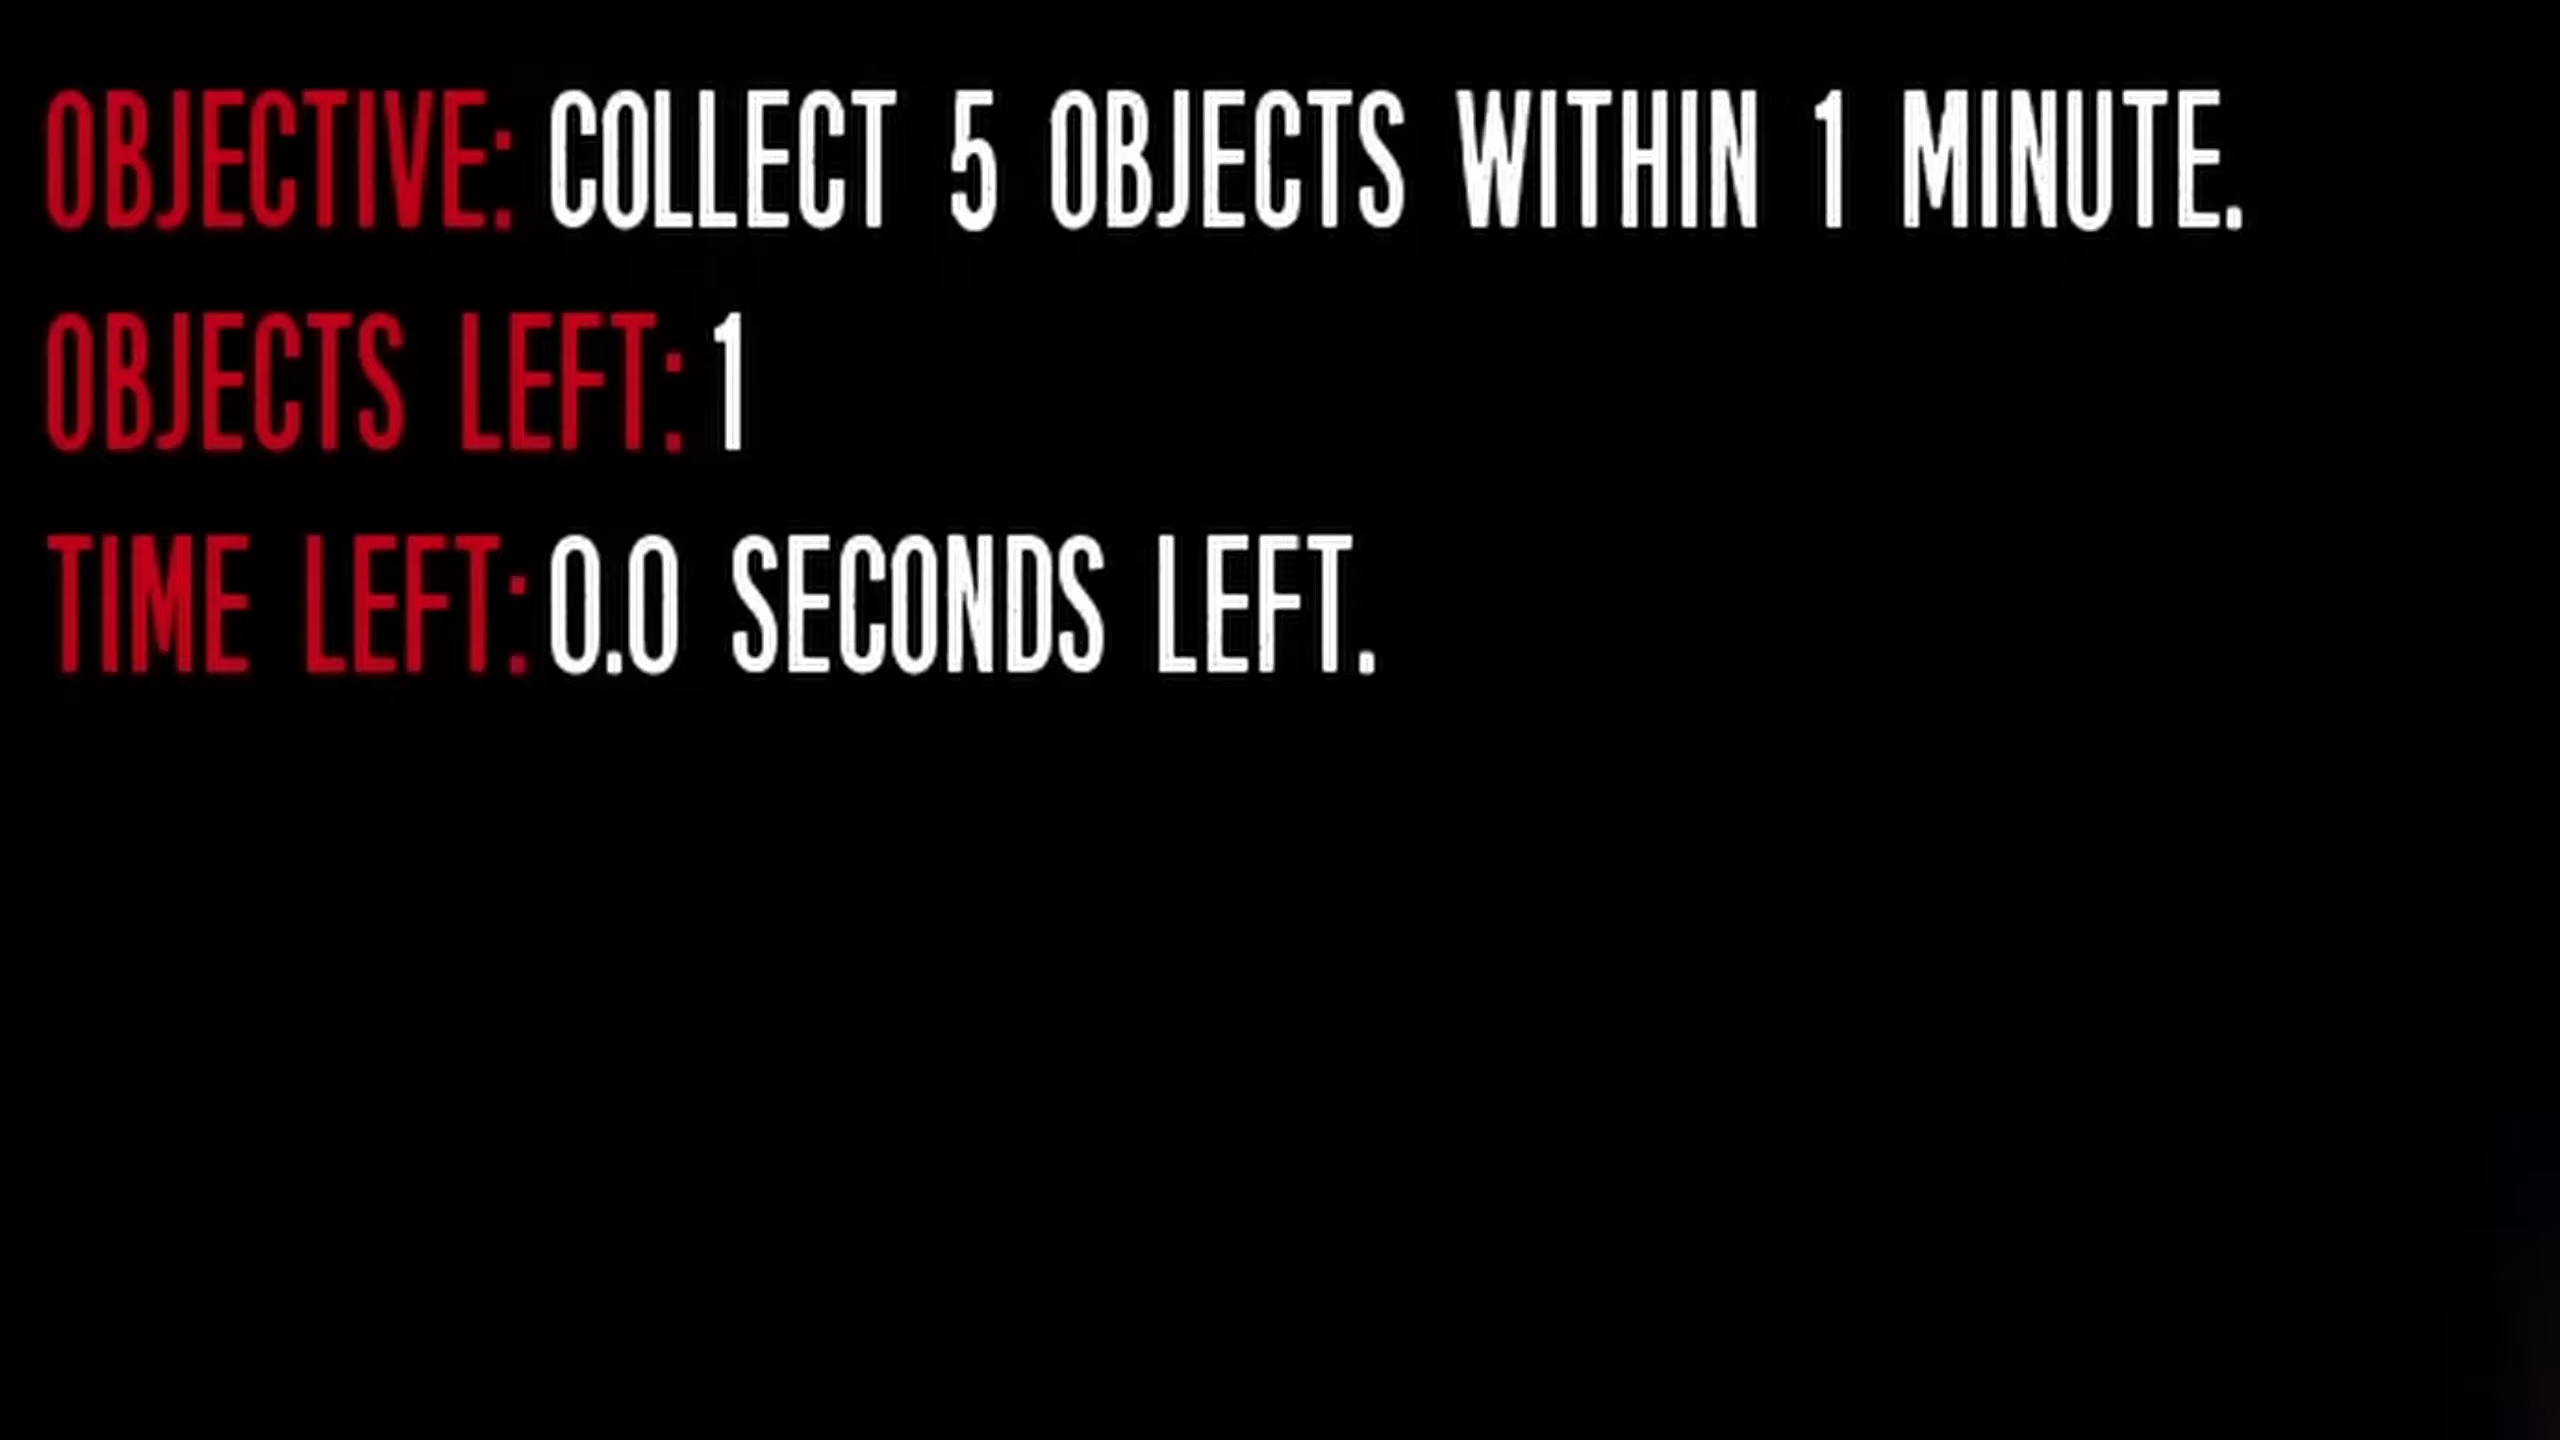 OBJECTIVE: COLLECT 5 OBJECTS WITHIN 1 MINUTE.
OBJECTS LEFT: 1
TIME LEFT: 0.0 SECONDS LEFT.